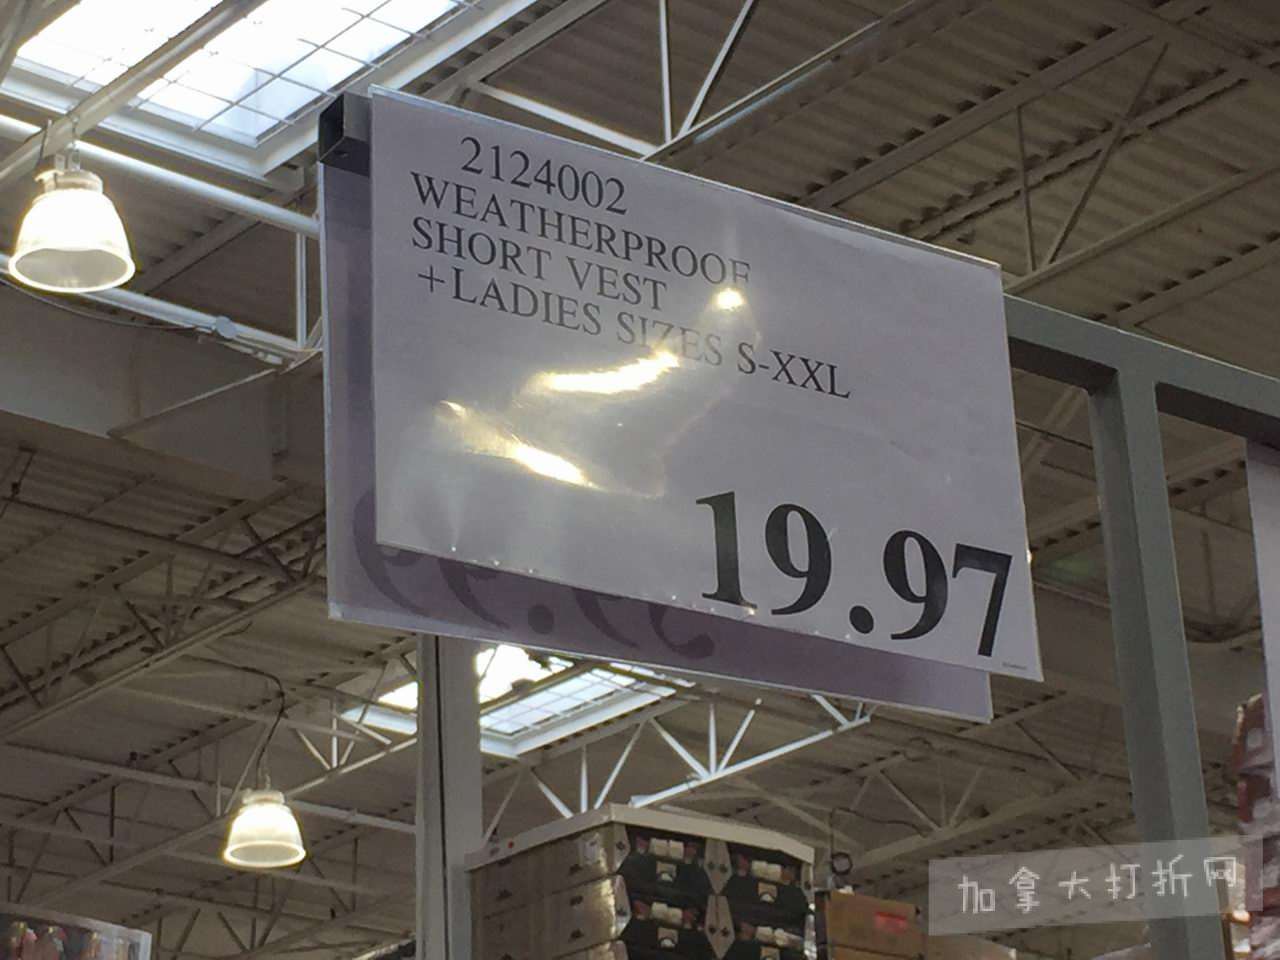 2124002
WEATHERPROOF
SHORT VEST
+LADIES SIZES S-XXL
19.97
加拿大打折网